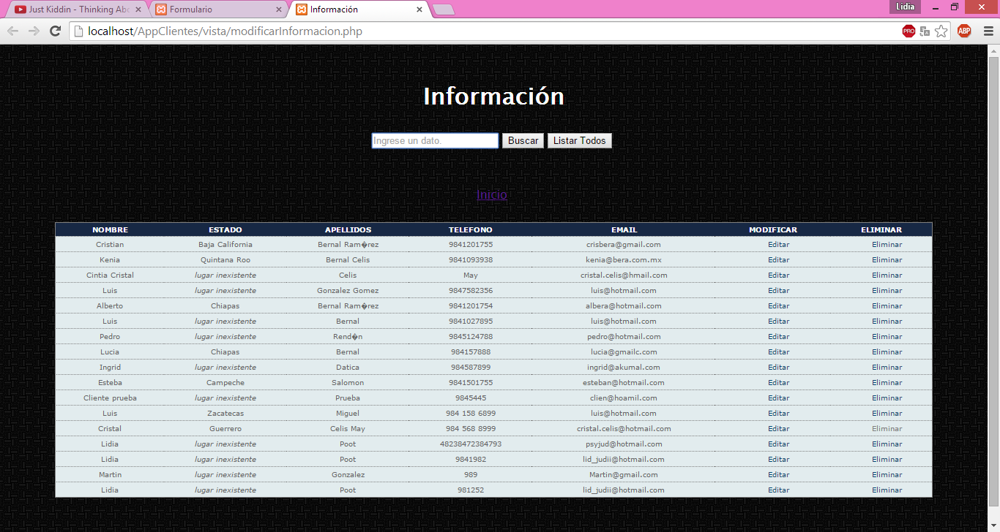 Just Kiddin - Thinking Abo
Formulario
Información
Lidia
localhost/AppClientes/vista/modificarInformacion.php
PRO
ABP
Información
Ingrese un dato. Buscar Listar Todos
Inicio
NOMBRE ESTADO APELLIDOS TELEFONO EMAIL MODIFICAR ELIMINAR
Cristian Baja California Bernal Ram�rez 9841201755 crisbera@gmail.com Editar Eliminar
Kenia Quintana Roo Bernal Celis 9841093938 kenia@bera.com.mx Editar Eliminar
Cintia Cristal lugar inexistente Celis May cristal.celis@hmail.com Editar Eliminar
Luis lugar inexistente Gonzalez Gomez 9847582356 luis@hotmail.com Editar Eliminar
Alberto Chiapas Bernal Ram�rez 9841201754 albera@hotmail.com Editar Eliminar
Luis lugar inexistente Bernal 9841027895 luis@hotmail.com Editar Eliminar
Pedro lugar inexistente Rend�n 9845124788 pedro@hotmail.com Editar Eliminar
Lucia Chiapas Bernal 984157888 lucia@gmailc.com Editar Eliminar
Ingrid lugar inexistente Datica 984587899 ingrid@akumal.com Editar Eliminar
Esteba Campeche Salomon 9841501755 esteban@hotmail.com Editar Eliminar
Cliente prueba lugar inexistente Prueba 9845445 clien@hoamil.com Editar Eliminar
Luis Zacatecas Miguel 984 158 6899 luis@hotmail.com Editar Eliminar
Cristal Guerrero Celis May 984 568 8999 cristal.celis@hotmail.com Editar Eliminar
Lidia lugar inexistente Poot 48238472384793 psyjud@hotmail.com Editar Eliminar
Lidia lugar inexistente Poot 9841982 lid_judii@hotmail.com Editar Eliminar
Martin lugar inexistente Gonzalez 989 Martin@gmail.com Editar Eliminar
Lidia lugar inexistente Poot 981252 lid_judii@hotmail.com Editar Eliminar